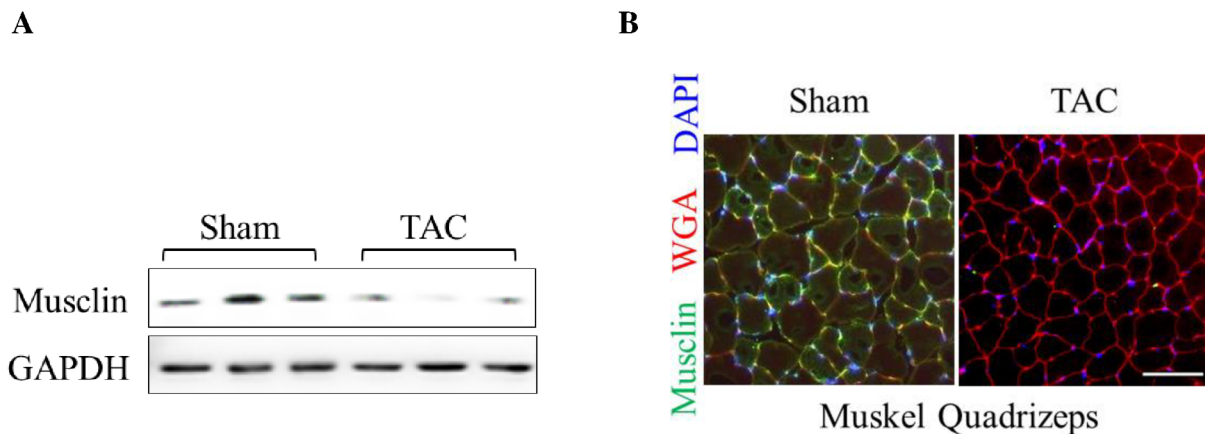 A
Sham TAC
Musclin
GAPDH
B
Sham TAC
Musclin WGA DAPI
Muskel Quadrizeps